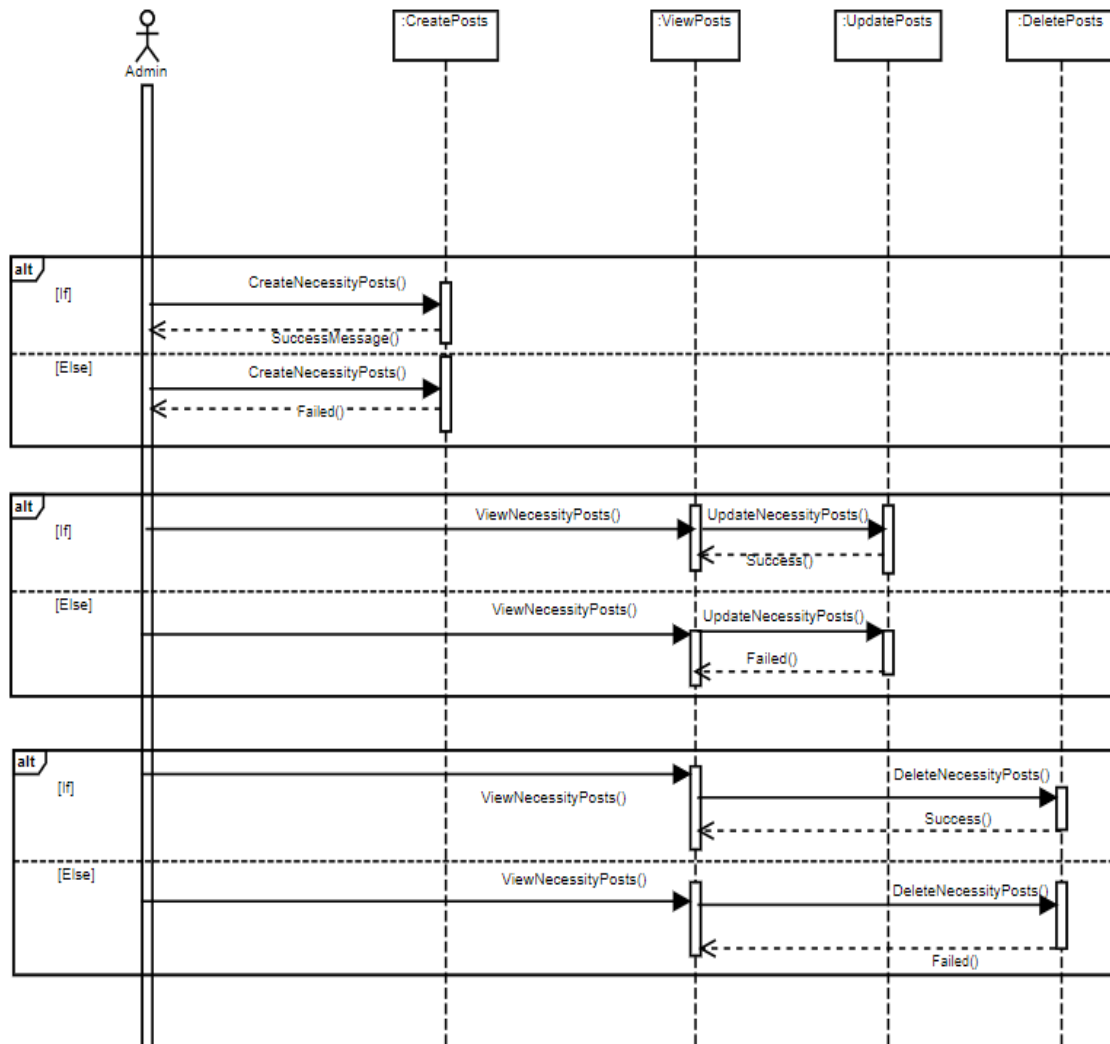 :CreatePosts
:ViewPosts
:UpdatePosts
:DeletePosts
Admin
alt
[If]
CreateNecessityPosts()
SuccessMessage()
[Else]
CreateNecessityPosts()
Failed()
alt
[If]
ViewNecessityPosts()
UpdateNecessityPosts()
Success()
[Else]
ViewNecessityPosts()
UpdateNecessityPosts()
Failed()
alt
[If]
ViewNecessityPosts()
DeleteNecessityPosts()
Success()
[Else]
ViewNecessityPosts()
DeleteNecessityPosts()
Failed()